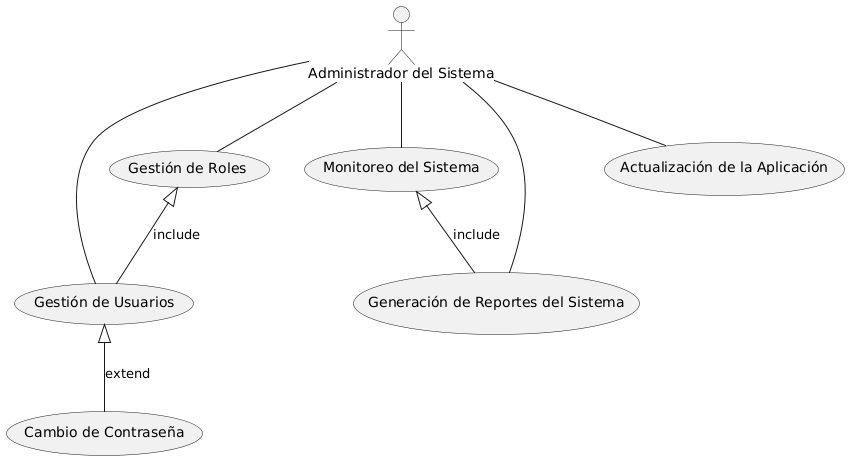 Administrador del Sistema
Gestión de Roles
Monitoreo del Sistema
Actualización de la Aplicación
include
include
Gestión de Usuarios
Generación de Reportes del Sistema
extend
Cambio de Contraseña